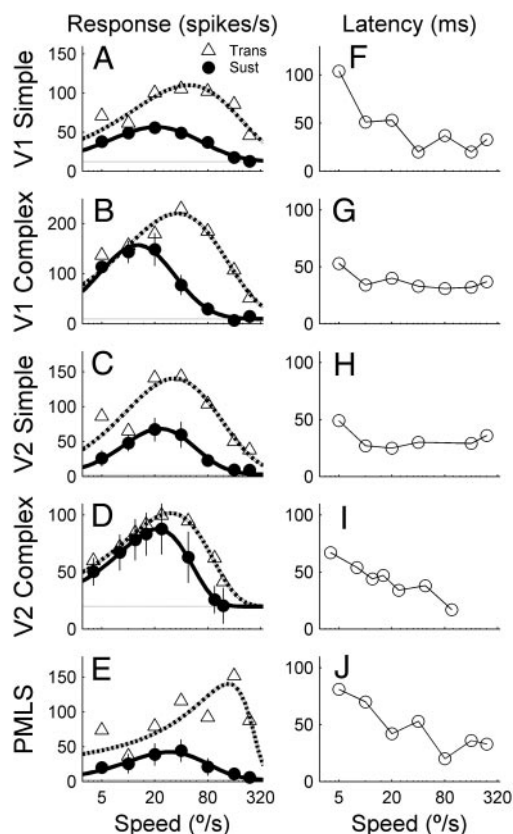 Response (spikes/s) Latency (ms)
A Trans F
Sust
V1 Simple
150
100
50
0
100
50
0
B G
V1 Complex
200
100
0
100
50
0
C H
V2 Simple
150
100
50
0
100
50
0
D I
V2 Complex
100
50
0
100
50
0
E J
PMLS
150
100
50
0
100
50
0
5 20 80 320 5 20 80 320
Speed (º/s) Speed (º/s)